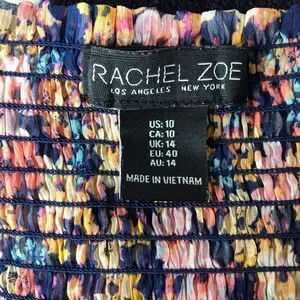 RACHEL ZOE
LOS ANGELES NEW YORK
US: 10
CA: 10
UK: 14
EU: 40
AU: 14
MADE IN VIETNAM